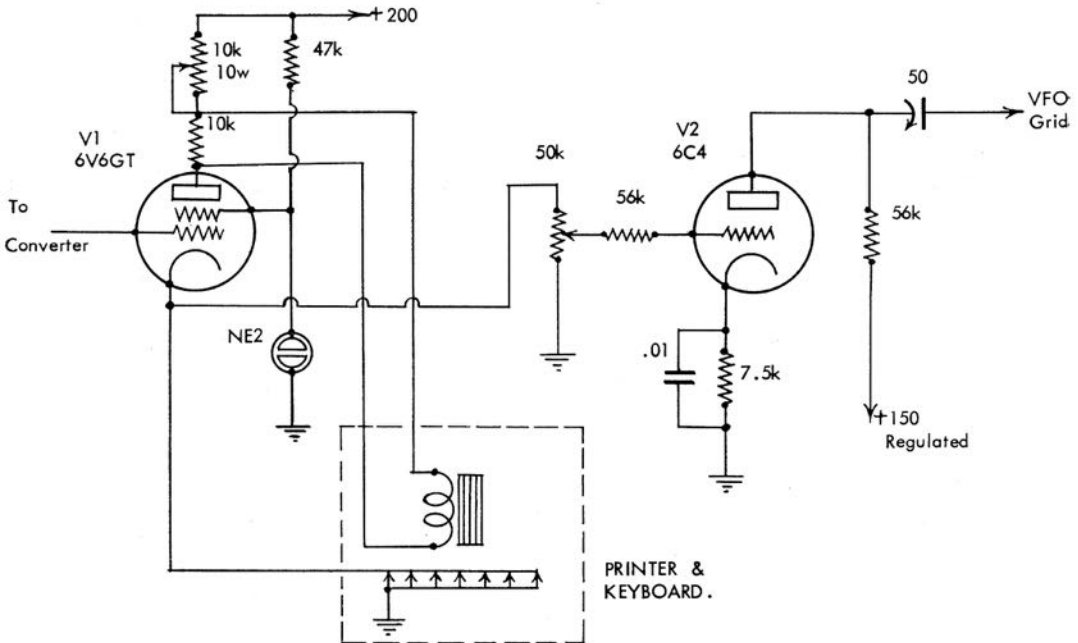 +200
10k
10w
47k
10k
V1
6V6GT
To
Converter
NE2
50k
56k
V2
6C4
50
VFO
Grid
56k
.01
7.5k
+150
Regulated
PRINTER &
KEYBOARD.